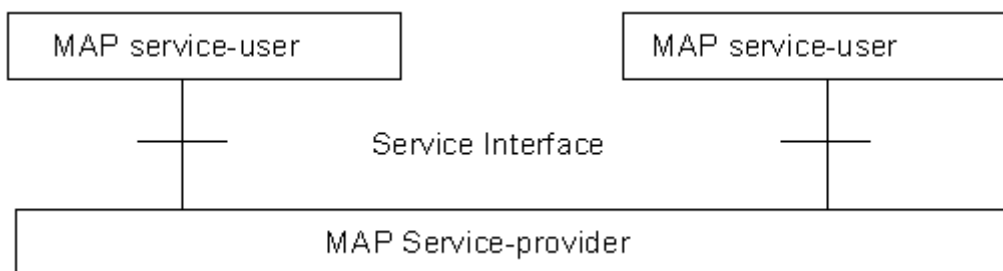 MAP service-user
MAP service-user
Service Interface
MAP Service-provider